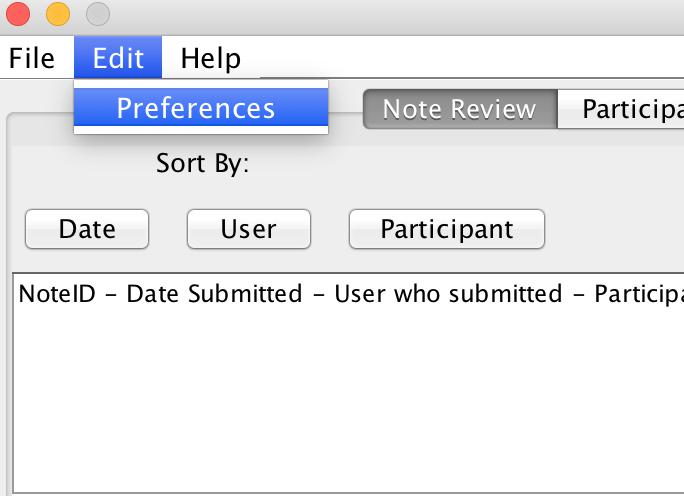 File Edit Help
Preferences
Note Review
Sort By:
Date User Participant
NoteID - Date Submitted - User who submitted -